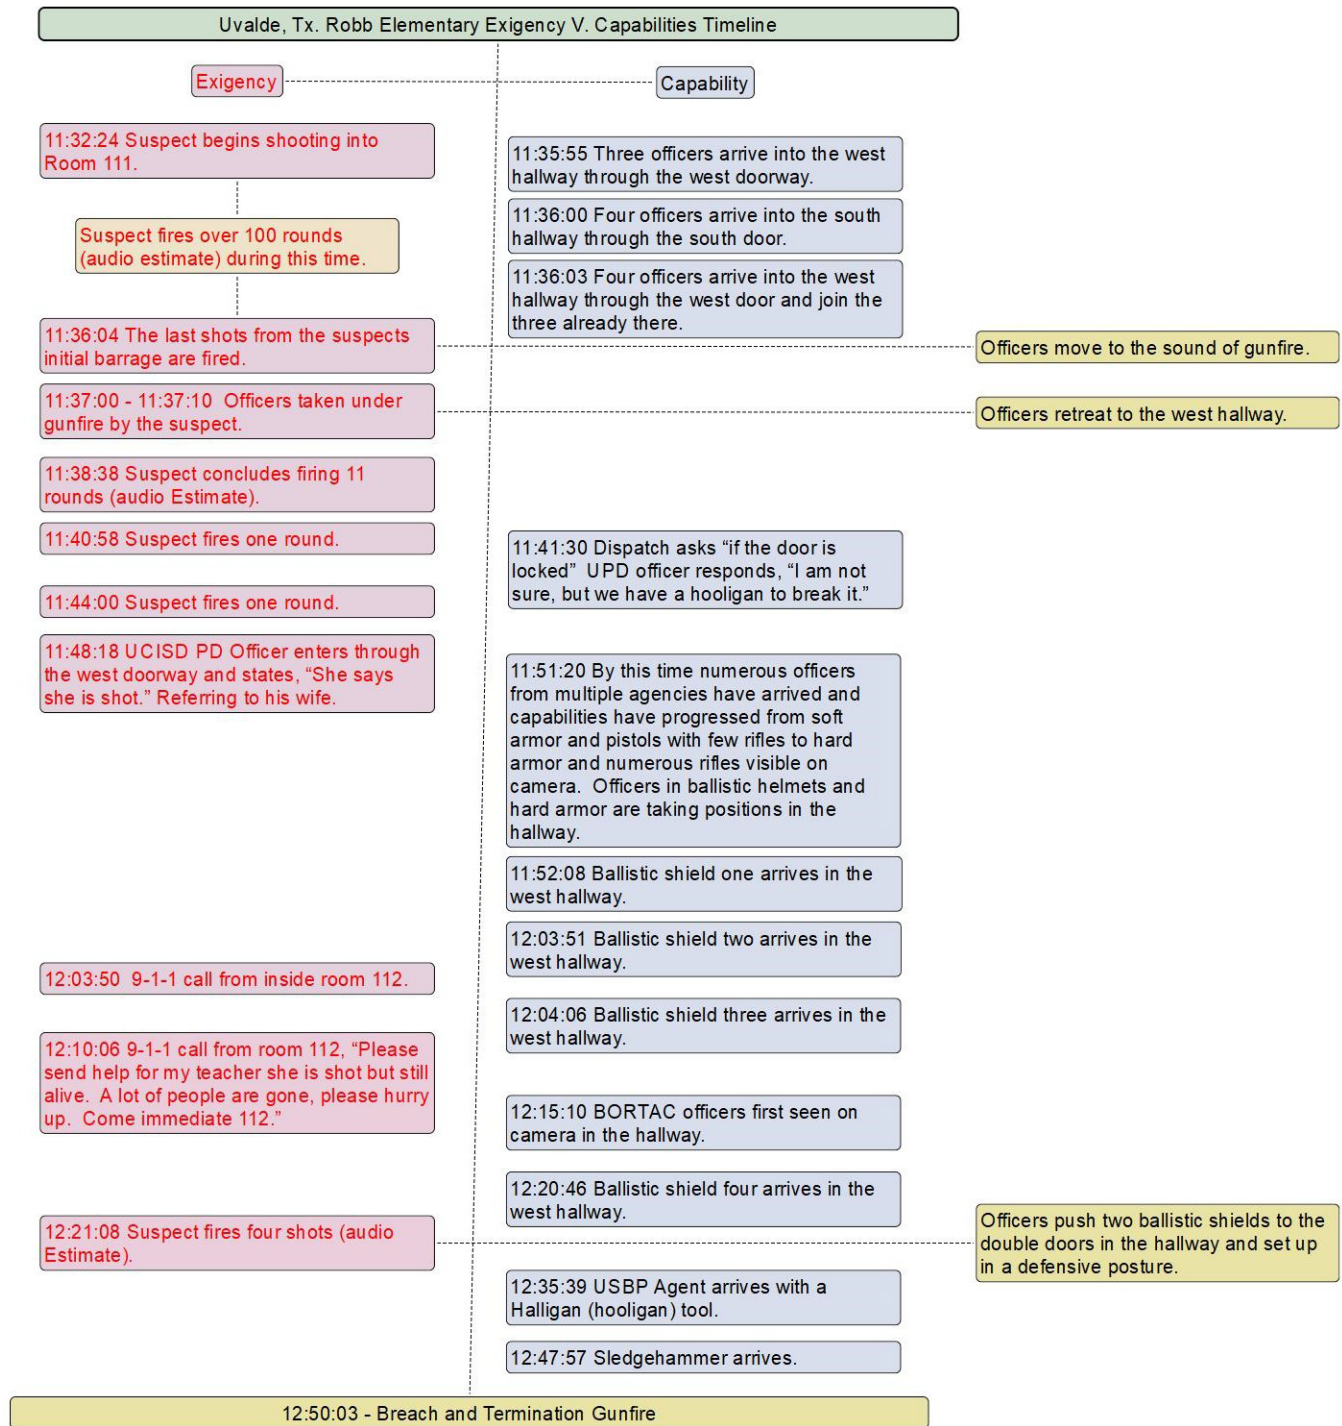 Uvalde, Tx. Robb Elementary Exigency V. Capabilities Timeline
Exigency
Capability
11:32:24 Suspect begins shooting into
Room 111.
11:35:55 Three officers arrive into the west
hallway through the west doorway.
Suspect fires over 100 rounds
(audio estimate) during this time.
11:36:00 Four officers arrive into the south
hallway through the south door.
11:36:03 Four officers arrive into the west
hallway through the west door and join the
three already there.
11:36:04 The last shots from the suspects
initial barrage are fired.
Officers move to the sound of gunfire.
11:37:00 - 11:37:10  Officers taken under
gunfire by the suspect.
Officers retreat to the west hallway.
11:38:38 Suspect concludes firing 11
rounds (audio Estimate).
11:40:58 Suspect fires one round.
11:41:30 Dispatch asks “if the door is
locked”  UPD officer responds, “I am not
sure, but we have a hooligan to break it.”
11:44:00 Suspect fires one round.
11:48:18 UCISD PD Officer enters through
the west doorway and states, “She says
she is shot.” Referring to his wife.
11:51:20 By this time numerous officers
from multiple agencies have arrived and
capabilities have progressed from soft
armor and pistols with few rifles to hard
armor and numerous rifles visible on
camera.  Officers in ballistic helmets and
hard armor are taking positions in the
hallway.
11:52:08 Ballistic shield one arrives in the
west hallway.
12:03:51 Ballistic shield two arrives in the
west hallway.
12:03:50  9-1-1 call from inside room 112.
12:04:06 Ballistic shield three arrives in the
west hallway.
12:10:06 9-1-1 call from room 112, “Please
send help for my teacher she is shot but still
alive.  A lot of people are gone, please hurry
up.  Come immediate 112.”
12:15:10 BORTAC officers first seen on
camera in the hallway.
12:20:46 Ballistic shield four arrives in the
west hallway.
12:21:08 Suspect fires four shots (audio
Estimate).
Officers push two ballistic shields to the
double doors in the hallway and set up
in a defensive posture.
12:35:39 USBP Agent arrives with a
Halligan (hooligan) tool.
12:47:57 Sledgehammer arrives.
12:50:03 - Breach and Termination Gunfire